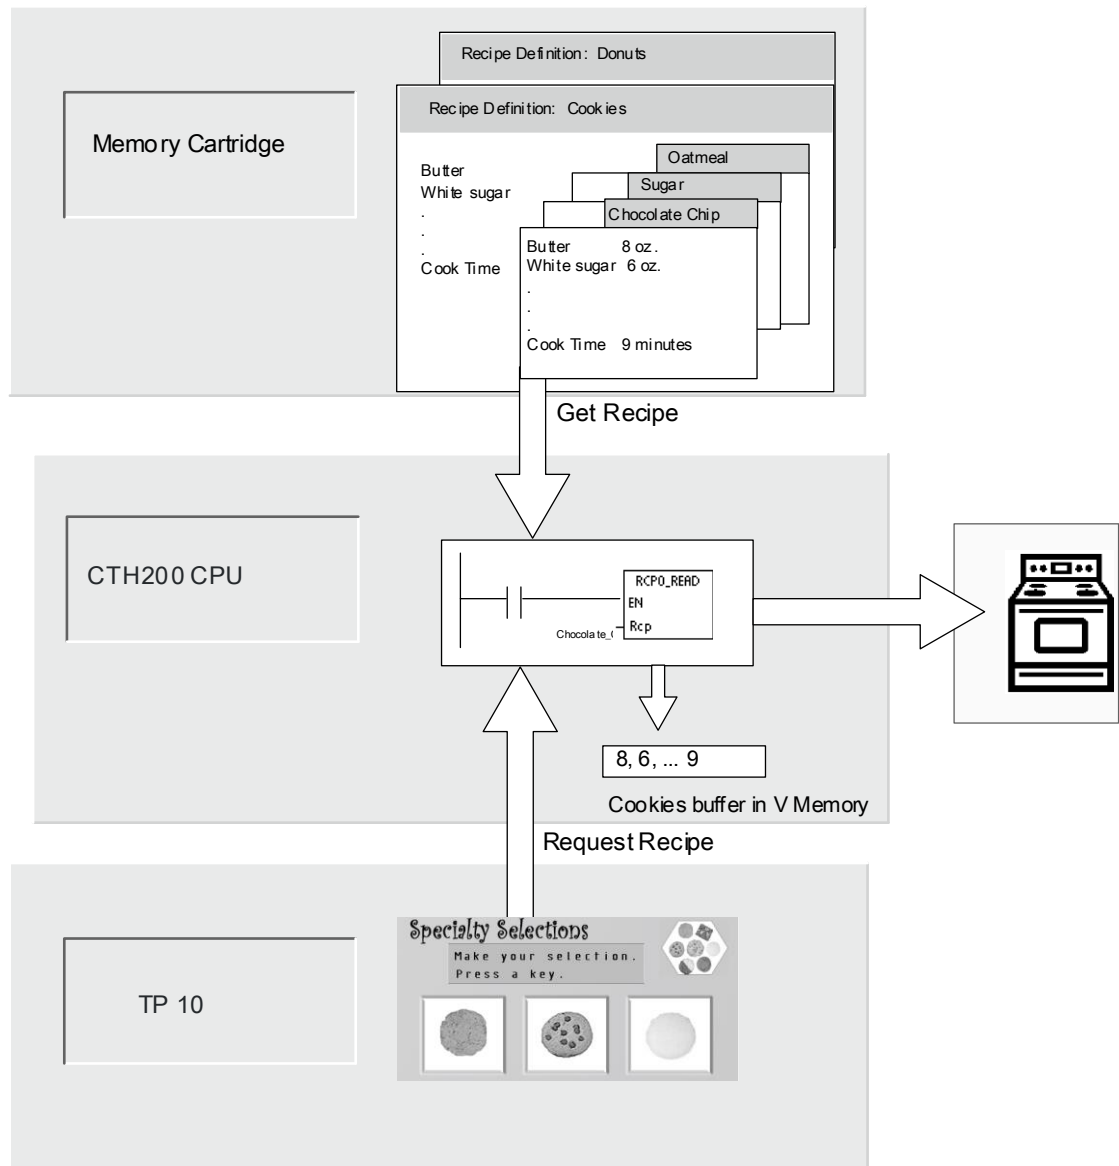 Recipe Definition: Donuts
Recipe Definition: Cookies
Memory Cartridge
Butter
White sugar
.
.
.
Cook Time
Oatmeal
Sugar
Chocolate Chip
Butter 8 oz.
White sugar 6 oz.
.
.
.
Cook Time 9 minutes
Get Recipe
CTH200 CPU
RCP0_READ
EN
Rcp
Chocolate_
8, 6, ... 9
Cookies buffer in V Memory
Request Recipe
TP 10
Specialty Selections
Make your selection.
Press a key.